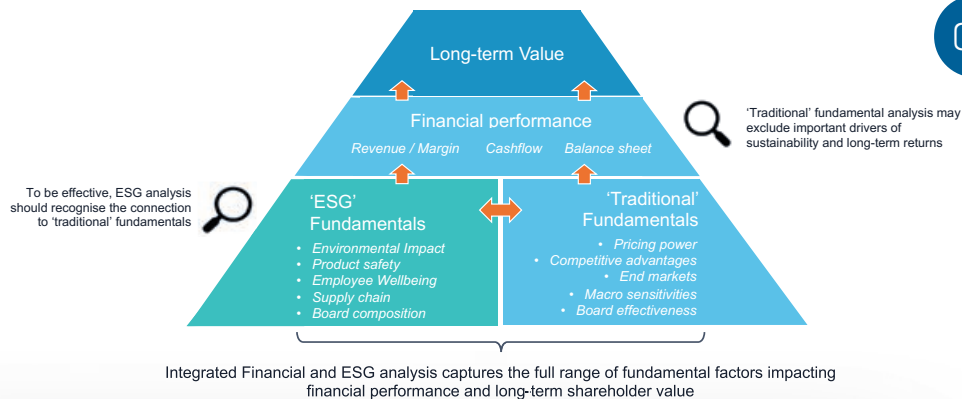 Long-term Value
Financial performance
Revenue / Margin Cashflow Balance sheet
‘Traditional’ fundamental analysis may
exclude important drivers of
sustainability and long-term returns
To be effective, ESG analysis
should recognise the connection
to ‘traditional’ fundamentals
‘ESG’
Fundamentals
• Environmental Impact
• Product safety
• Employee Wellbeing
• Supply chain
• Board composition
‘Traditional’
Fundamentals
• Pricing power
• Competitive advantages
• End markets
• Macro sensitivities
• Board effectiveness
Integrated Financial and ESG analysis captures the full range of fundamental factors impacting
financial performance and long-term shareholder value